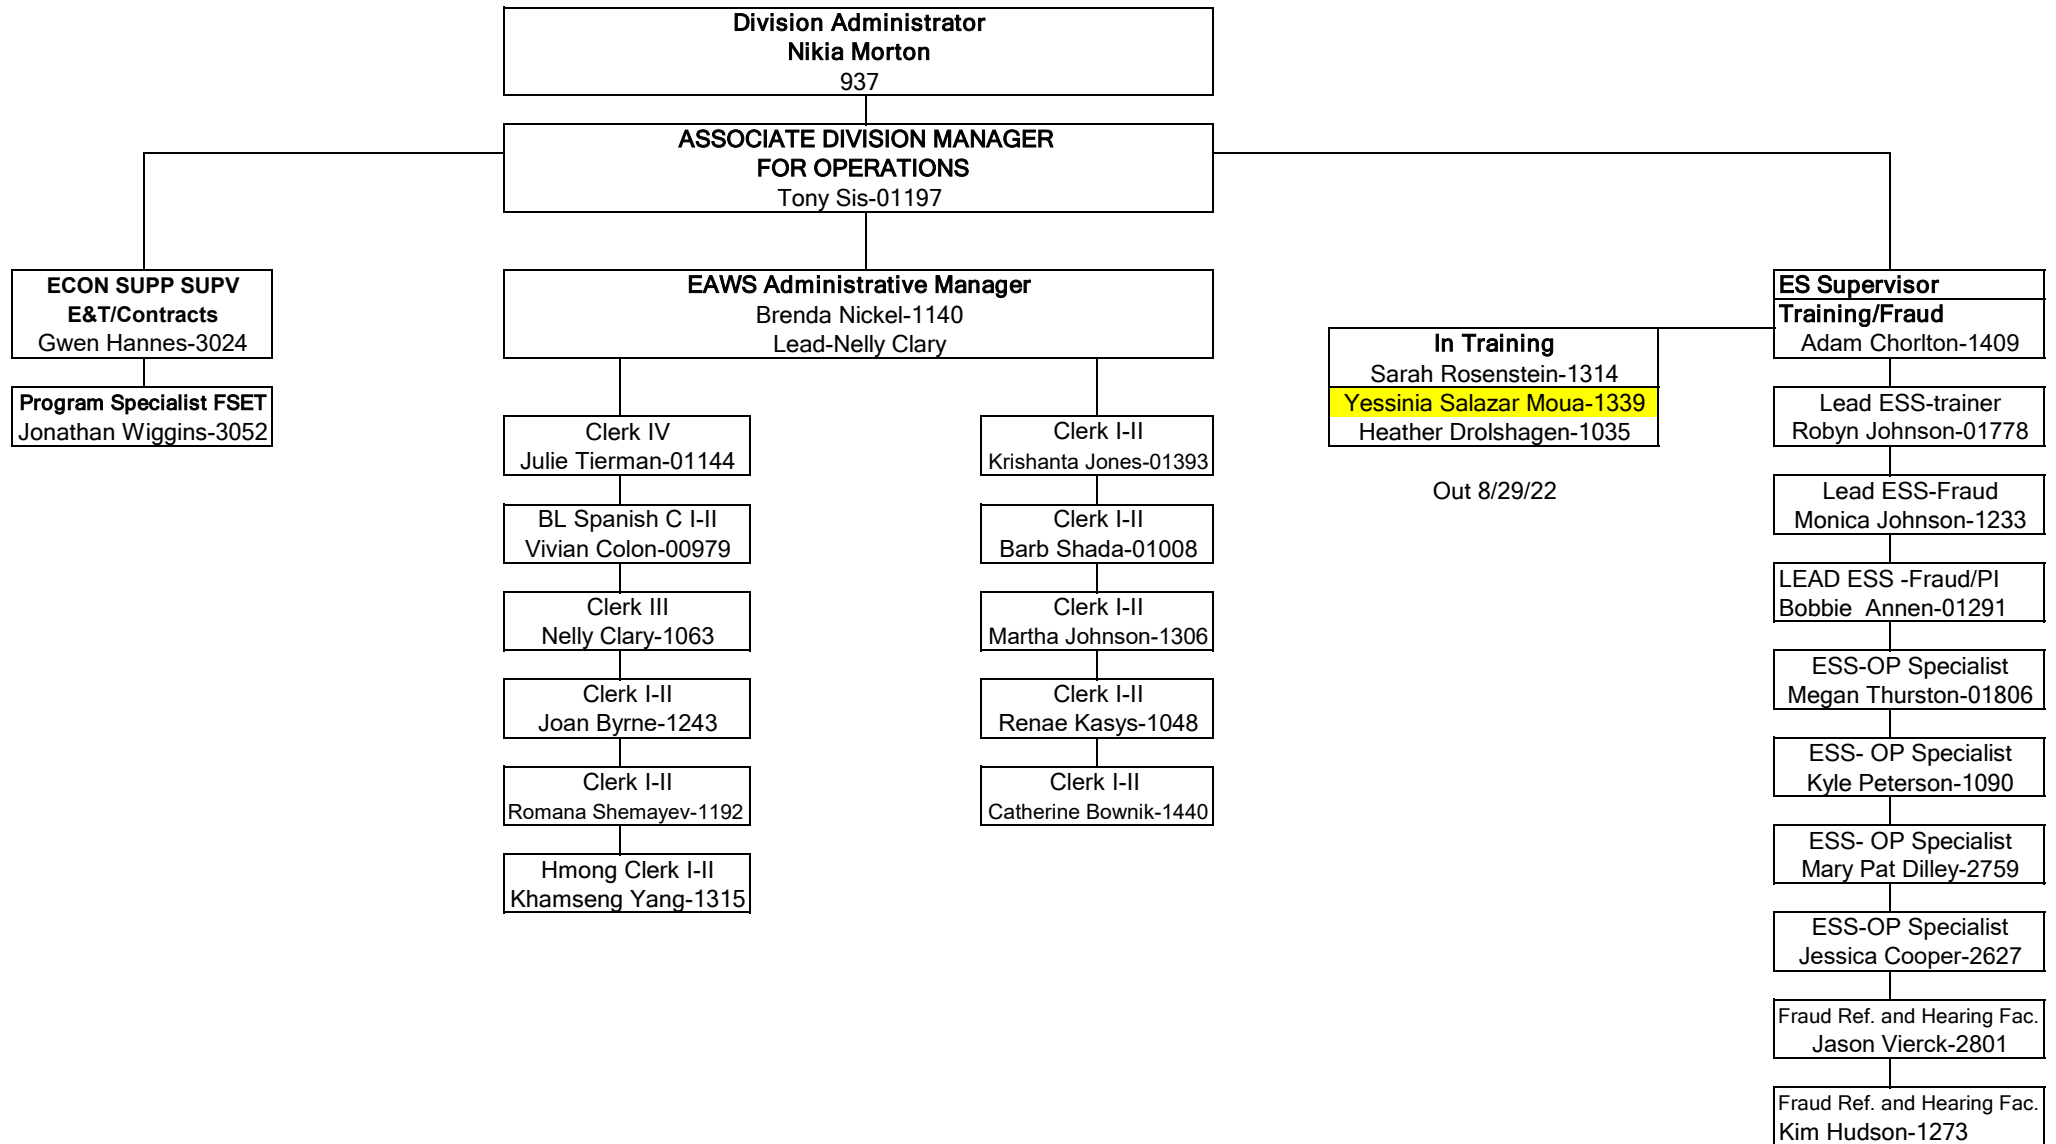 Division Administrator
Nikia Morton
937
ASSOCIATE DIVISION MANAGER
FOR OPERATIONS
Tony Sis-01197
ECON SUPP SUPV
E&T/Contracts
Gwen Hannes-3024
Program Specialist FSET
Jonathan Wiggins-3052
EAWS Administrative Manager
Brenda Nickel-1140
Lead-Nelly Clary
Clerk IV
Julie Tierman-01144
BL Spanish C I-II
Vivian Colon-00979
Clerk III
Nelly Clary-1063
Clerk I-II
Joan Byrne-1243
Clerk I-II
Romana Shemayev-1192
Hmong Clerk I-II
Khamseng Yang-1315
Clerk I-II
Krishanta Jones-01393
Clerk I-II
Barb Shada-01008
Clerk I-II
Martha Johnson-1306
Clerk I-II
Renae Kasys-1048
Clerk I-II
Catherine Bownik-1440
In Training
Sarah Rosenstein-1314
Yessinia Salazar Moua-1339
Heather Drolshagen-1035
Out 8/29/22
ES Supervisor
Training/Fraud
Adam Chorlton-1409
Lead ESS-trainer
Robyn Johnson-01778
Lead ESS-Fraud
Monica Johnson-1233
LEAD ESS -Fraud/PI
Bobbie  Annen-01291
ESS-OP Specialist
Megan Thurston-01806
ESS- OP Specialist
Kyle Peterson-1090
ESS- OP Specialist
Mary Pat Dilley-2759
ESS-OP Specialist
Jessica Cooper-2627
Fraud Ref. and Hearing Fac.
Jason Vierck-2801
Fraud Ref. and Hearing Fac.
Kim Hudson-1273